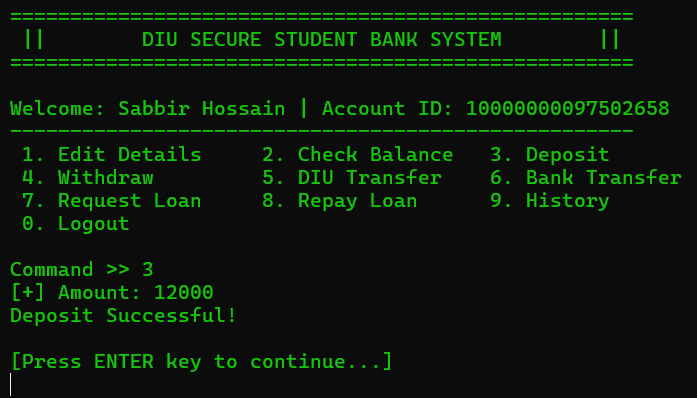 ====================================================
||        DIU SECURE STUDENT BANK SYSTEM        ||
====================================================
Welcome: Sabbir Hossain | Account ID: 10000000097502658
----------------------------------------------------
1. Edit Details     2. Check Balance   3. Deposit
4. Withdraw         5. DIU Transfer    6. Bank Transfer
7. Request Loan     8. Repay Loan      9. History
0. Logout
Command >> 3
[+] Amount: 12000
Deposit Successful!
[Press ENTER key to continue...]